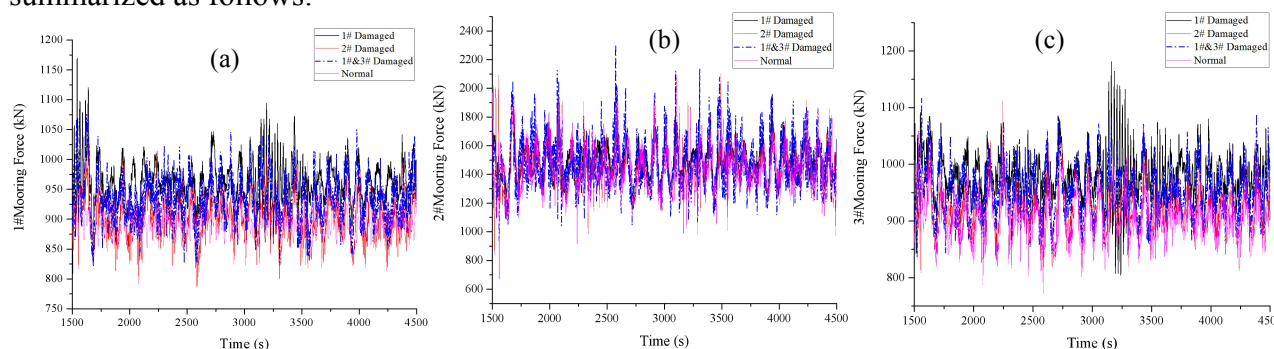 summarized as follows:
(a)
1# Damaged
2# Damaged
1#&3# Damaged
Normal
1200
1150
1100
1050
1000
950
900
850
800
750
1#Mooring Force (kN)
1500 2000 2500 3000 3500 4000 4500
Time (s)
(b)
1# Damaged
2# Damaged
1#&3# Damaged
Normal
2400
2200
2000
1800
1600
1400
1200
1000
800
600
2#Mooring Force (kN)
1500 2000 2500 3000 3500 4000 4500
Time (s)
(c)
1# Damaged
2# Damaged
1#&3# Damaged
Normal
1200
1100
1000
900
800
3#Mooring Force (kN)
1500 2000 2500 3000 3500 4000 450
Time (s)